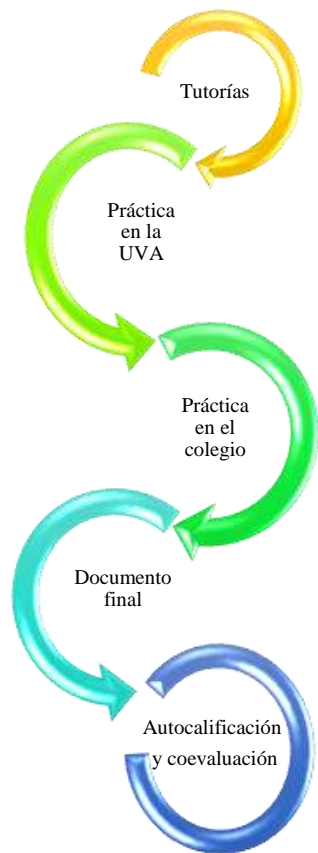 Tutorías
Práctica
en la
UVA
Práctica
en el
colegio
Documento
final
Autocalificación
y coevaluación